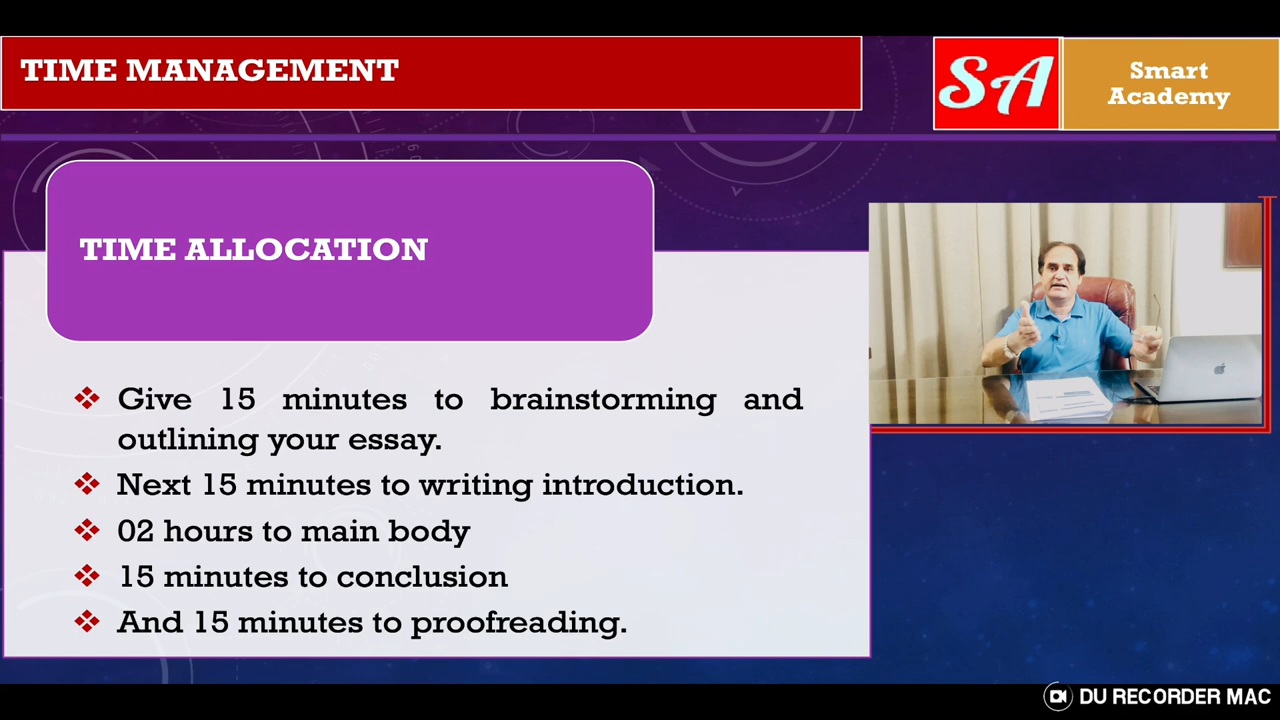 TIME MANAGEMENT
SA
Smart
Academy
TIME ALLOCATION
❖ Give 15 minutes to brainstorming and
outlining your essay.
❖ Next 15 minutes to writing introduction.
❖ 02 hours to main body
❖ 15 minutes to conclusion
❖ And 15 minutes to proofreading.
DU RECORDER MAC